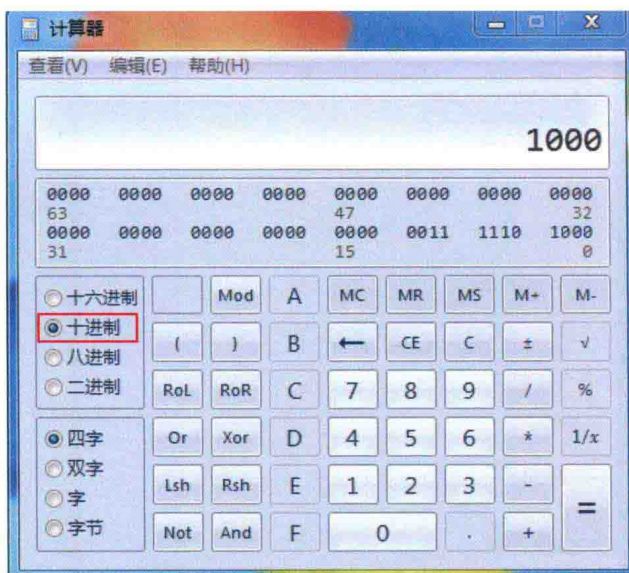 计算器
查看(V) 编辑(E) 帮助(H)
1000
0000 0000 0000 0000 0000 0000 0000 0000
63 47 32
0000 0000 0000 0000 0000 0011 1110 1000
31 15 0
十六进制 Mod A MC MR MS M+ M-
十进制 ( ) B ← CE C ± √
八进制
二进制 RoL RoR C 7 8 9 / %
四字 Or Xor D 4 5 6 * 1/x
双字
字 Lsh Rsh E 1 2 3 - =
字节 Not And F 0 . +